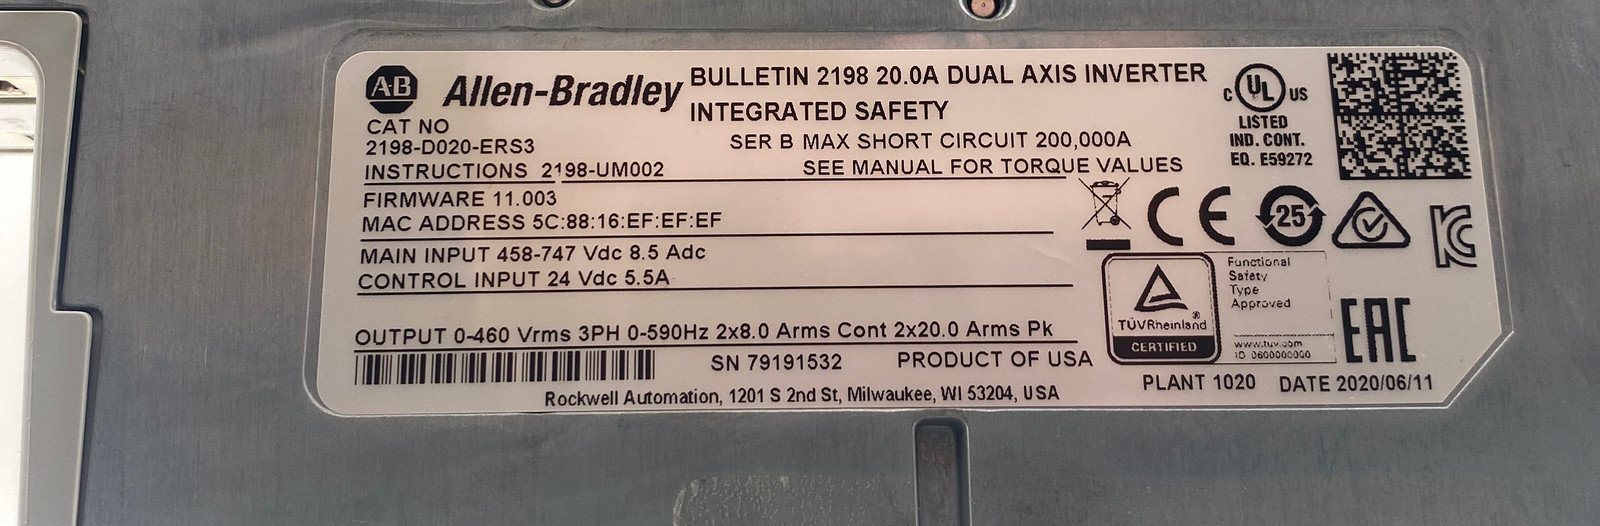 AB Allen-Bradley
BULLETIN 2198 20.0A DUAL AXIS INVERTER
INTEGRATED SAFETY
CAT NO
2198-D020-ERS3
SER B MAX SHORT CIRCUIT 200,000A
INSTRUCTIONS 2198-UM002
SEE MANUAL FOR TORQUE VALUES
FIRMWARE 11.003
MAC ADDRESS 5C:88:16:EF:EF:EF
MAIN INPUT 458-747 Vdc 8.5 Adc
CONTROL INPUT 24 Vdc 5.5A
OUTPUT 0-460 Vrms 3PH 0-590Hz 2x8.0 Arms Cont 2x20.0 Arms Pk
SN 79191532
PRODUCT OF USA
Rockwell Automation, 1201 S 2nd St, Milwaukee, WI 53204, USA
C UL US
LISTED
IND. CONT.
EQ. E59272
CE
25
KC
TÜVRheinland®
CERTIFIED
Functional
Safety
Type
Approved
www.tuv.com
ID 0600000000
EAC
PLANT 1020 DATE 2020/06/11